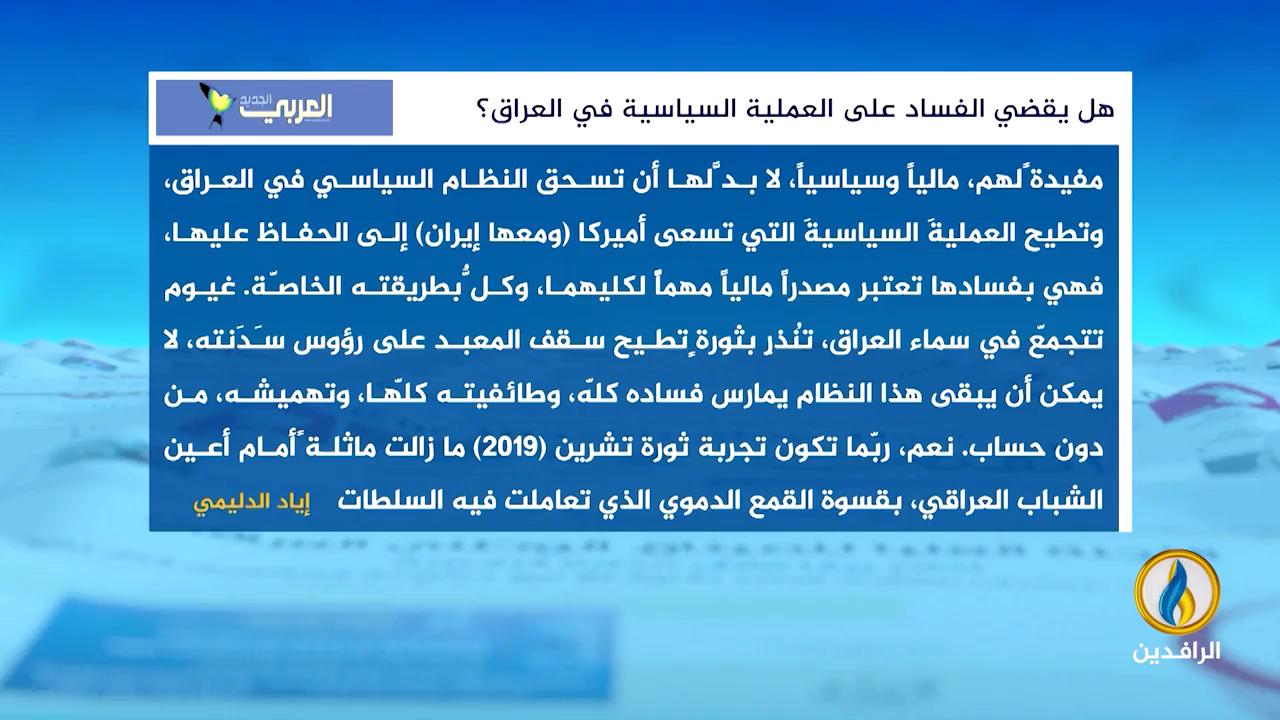 هل يقضي الفساد على العملية السياسية في العراق؟
العربي الجديد
مفيدةً لهم، مالياً وسياسياً، لا بدَّ لها أن تسحق النظام السياسي في العراق،
وتطيح العمليةَ السياسيةَ التي تسعى أميركا (ومعها إيران) إلى الحفاظ عليها،
فهي بفسادها تعتبر مصدراً مالياً مهماً لكليهما، وكلُّ بطريقته الخاصّة. غيوم
تتجمعّ في سماء العراق، تُنذرِ بثورةٍ تطيح سقف المعبد على رؤوس سَدَنته، لا
يمكن أن يبقى هذا النظام يمارس فساده كلهّ، وطائفيته كلهّا، وتهميشه، من
دون حساب. نعم، ربّما تكون تجربة ثورة تشرين (2019) ما زالت ماثلةً أمام أعين
الشباب العراقي، بقسوة القمع الدموي الذي تعاملت فيه السلطات
إياد الدليمي
الرافدين